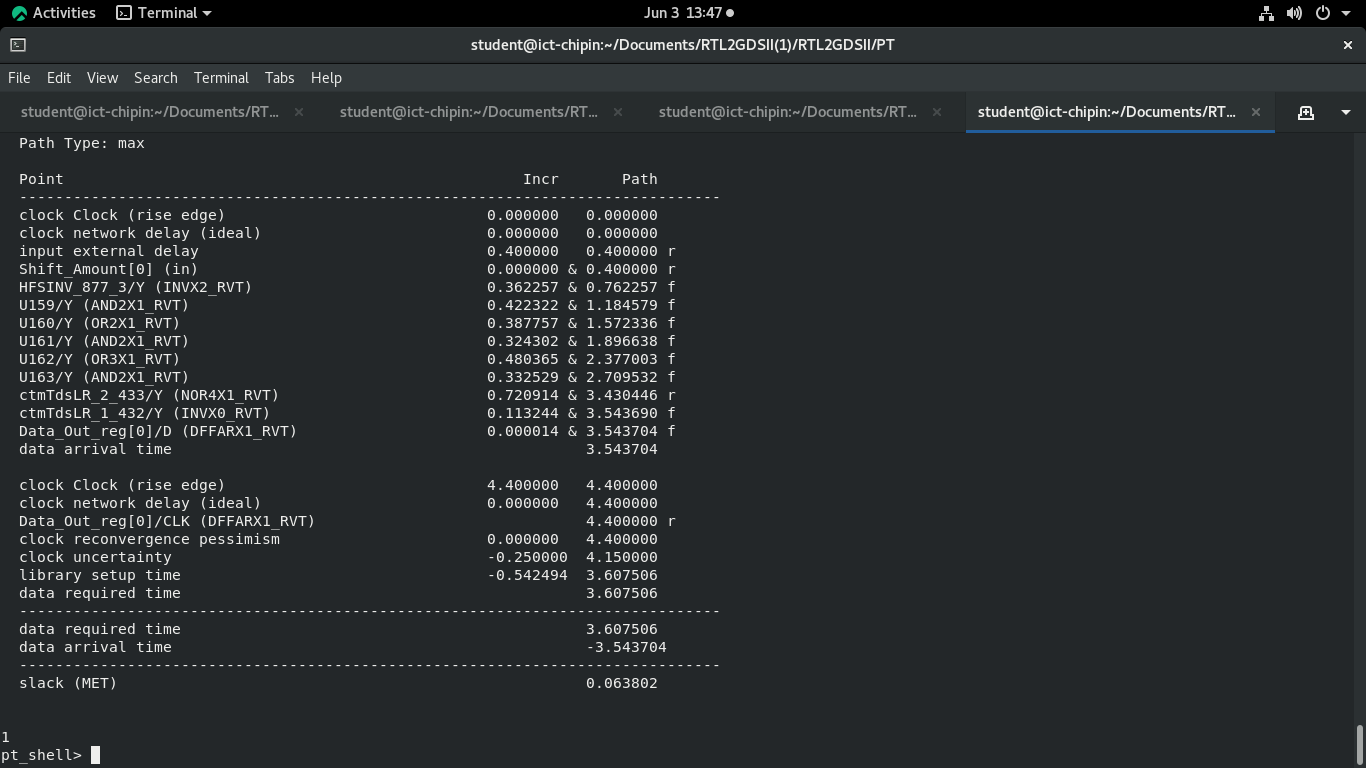 Activities Terminal Jun 3 13:47
student@ict-chipin:~/Documents/RTL2GDSII(1)/RTL2GDSII/PT
File Edit View Search Terminal Tabs Help
student@ict-chipin:~/Documents/RT... student@ict-chipin:~/Documents/RT... student@ict-chipin:~/Documents/RT... student@ict-chipin:~/Documents/RT...
Path Type: max
Point Incr Path
------------------------------------------------------------------------------
clock Clock (rise edge) 0.000000 0.000000
clock network delay (ideal) 0.000000 0.000000
input external delay 0.400000 0.400000 r
Shift_Amount[0] (in) 0.000000 & 0.400000 r
HFSINV_877_3/Y (INVX2_RVT) 0.362257 & 0.762257 f
U159/Y (AND2X1_RVT) 0.422322 & 1.184579 f
U160/Y (OR2X1_RVT) 0.387757 & 1.572336 f
U161/Y (AND2X1_RVT) 0.324302 & 1.896638 f
U162/Y (OR3X1_RVT) 0.480365 & 2.377003 f
U163/Y (AND2X1_RVT) 0.332529 & 2.709532 f
ctmTdsLR_2_433/Y (NOR4X1_RVT) 0.720914 & 3.430446 r
ctmTdsLR_1_432/Y (INVX0_RVT) 0.113244 & 3.543690 f
Data_Out_reg[0]/D (DFFARX1_RVT) 0.000014 & 3.543704 f
data arrival time 3.543704
clock Clock (rise edge) 4.400000 4.400000
clock network delay (ideal) 0.000000 4.400000
Data_Out_reg[0]/CLK (DFFARX1_RVT) 4.400000 r
clock reconvergence pessimism 0.000000 4.400000
clock uncertainty -0.250000 4.150000
library setup time -0.542494 3.607506
data required time 3.607506
------------------------------------------------------------------------------
data required time 3.607506
data arrival time -3.543704
------------------------------------------------------------------------------
slack (MET) 0.063802
1
pt_shell>